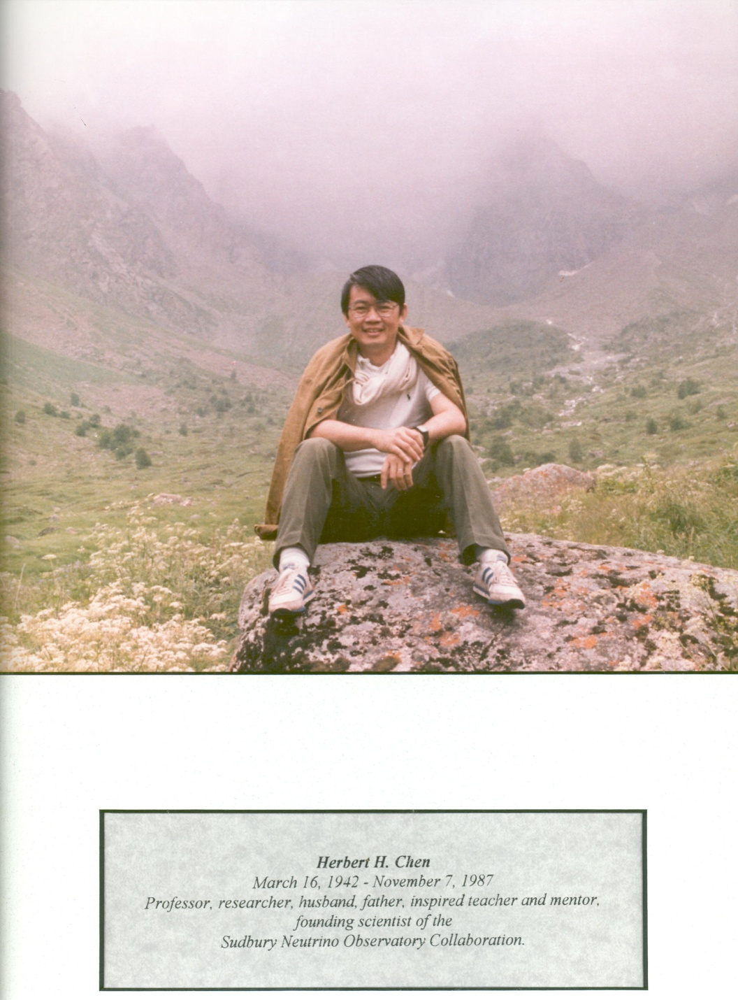 Herbert H. Chen
March 16, 1942 - November 7, 1987
Professor, researcher, husband, father, inspired teacher and mentor,
founding scientist of the
Sudbury Neutrino Observatory Collaboration.